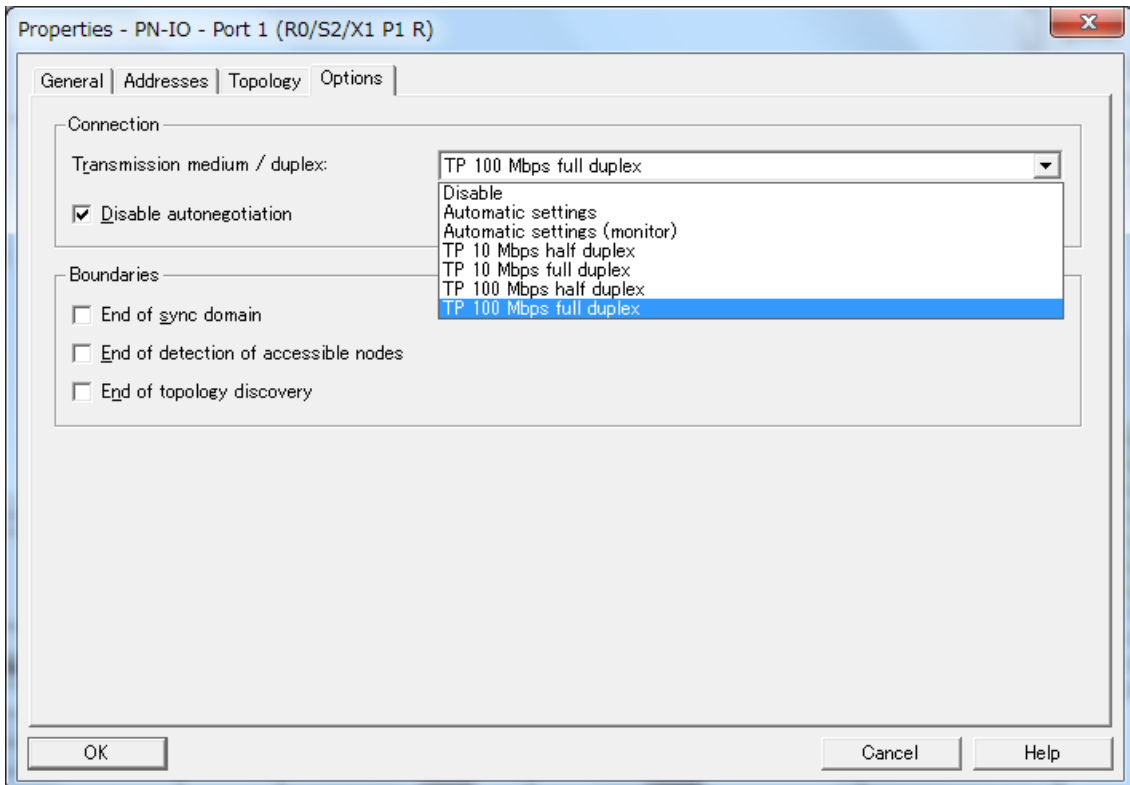 Properties - PN-IO - Port 1 (R0/S2/X1 P1 R)
General
Addresses
Topology
Options
Connection
Transmission medium / duplex:
TP 100 Mbps full duplex
Disable
Automatic settings
Automatic settings (monitor)
TP 10 Mbps half duplex
TP 10 Mbps full duplex
TP 100 Mbps half duplex
TP 100 Mbps full duplex
Disable autonegotiation
Boundaries
End of sync domain
End of detection of accessible nodes
End of topology discovery
OK
Cancel
Help